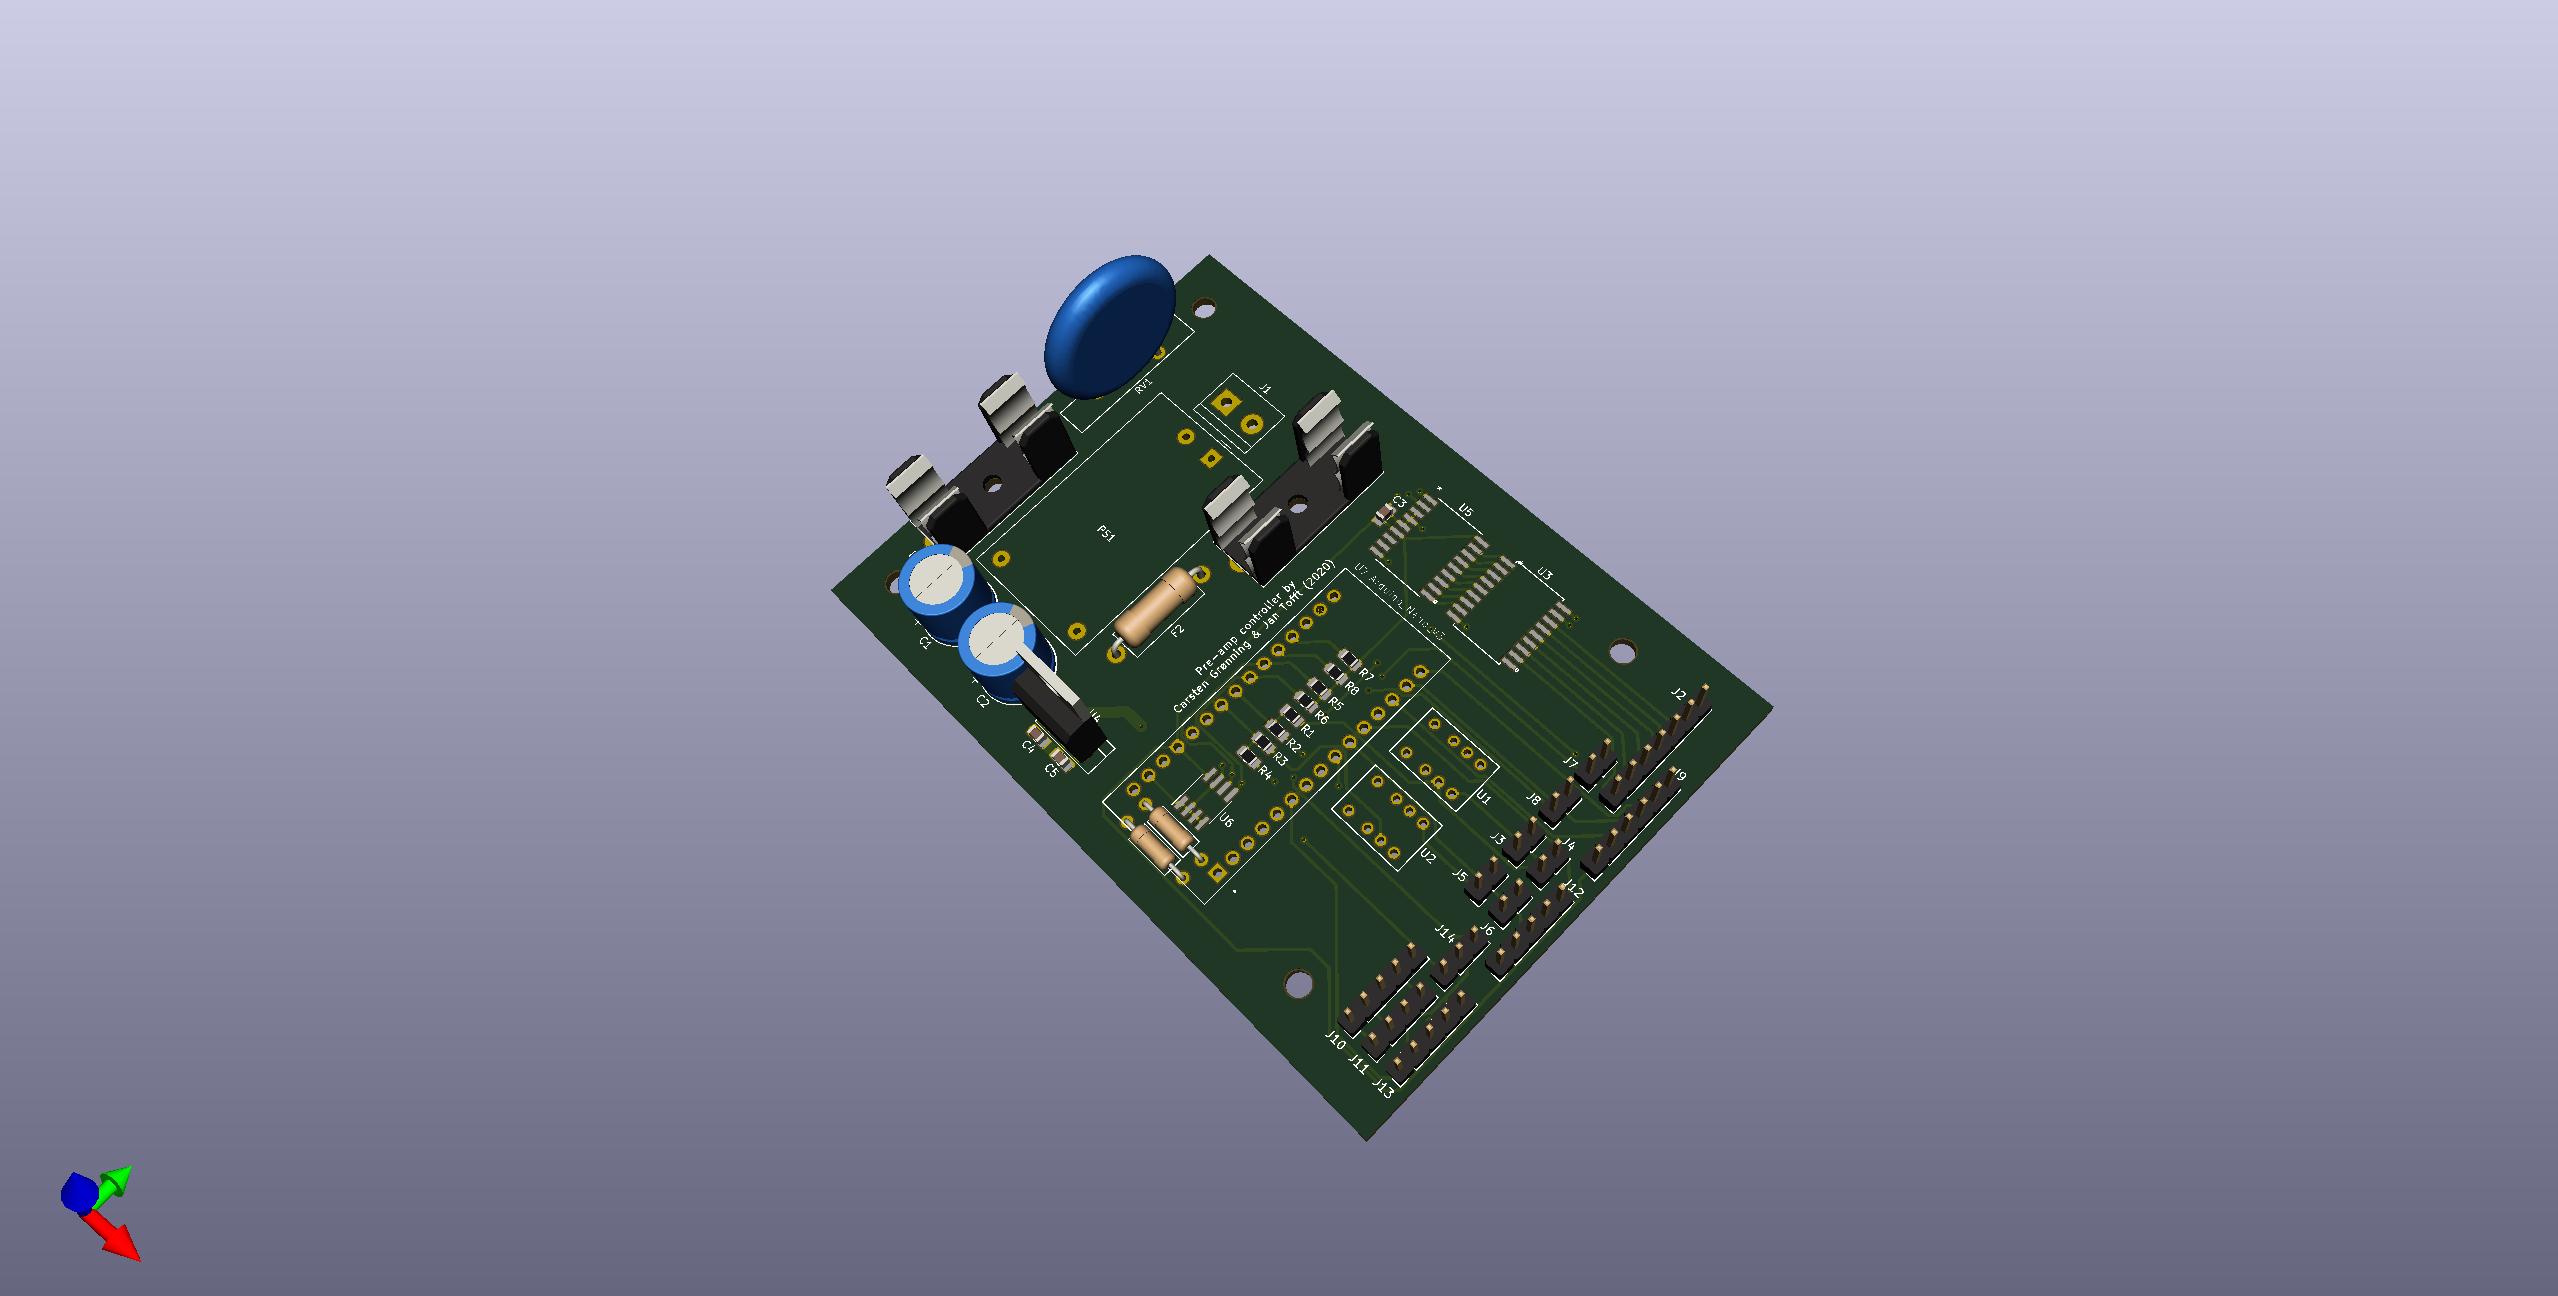 RV1
J1
PS1
C3
U5
U3
F2
C1
C2
U4
C4
C5
Pre-amp controller by
Carsten Grønning & Jan Tofft (2020)
R7
R8
R5
R6
R1
R2
R3
R4
U6
U1
U2
J2
J7
J9
J8
J3
J4
J5
J12
J6
J14
J10
J11
J13